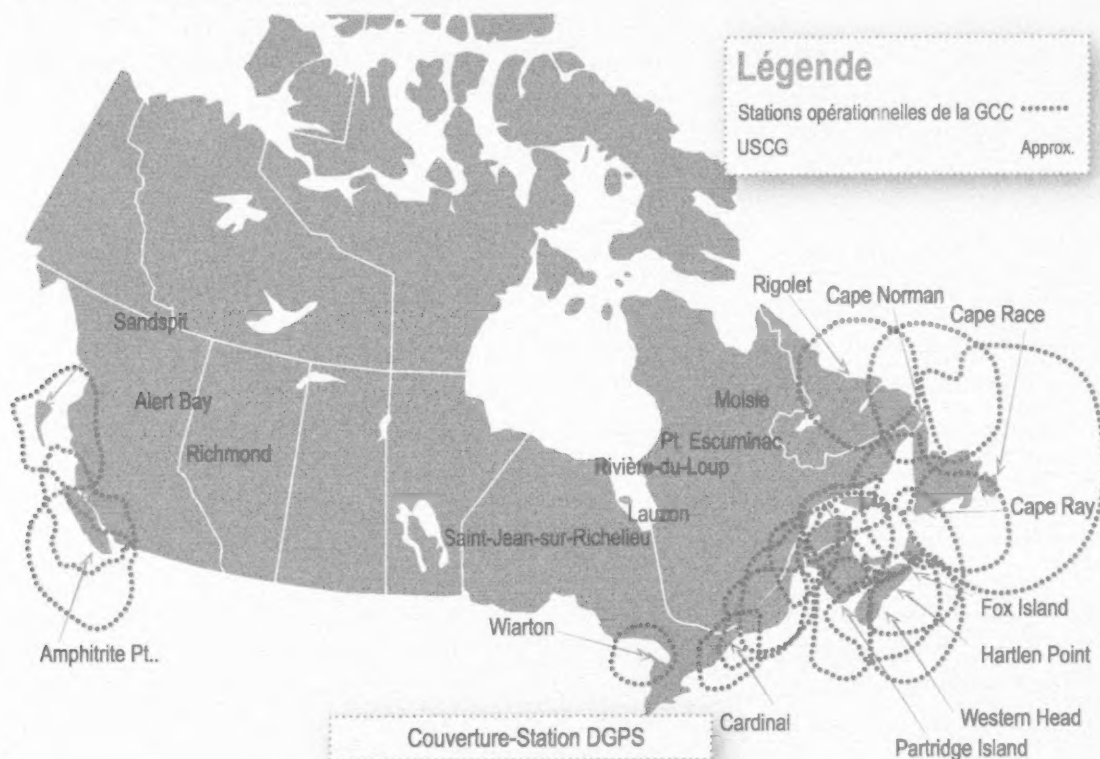 Légende
Stations opérationnelles de la GCC
USCG Approx.
Rigolet
Cape Norman
Cape Race
Sandspit
Alert Bay
Moisie
Richmond
Pt. Escuminac
Rivière-du-Loup
Lauzon
Saint-Jean-sur-Richelieu
Cape Ray
Fox Island
Wiarton
Amphitrite Pt..
Hartlen Point
Cardinal
Western Head
Partridge Island
Couverture-Station DGPS